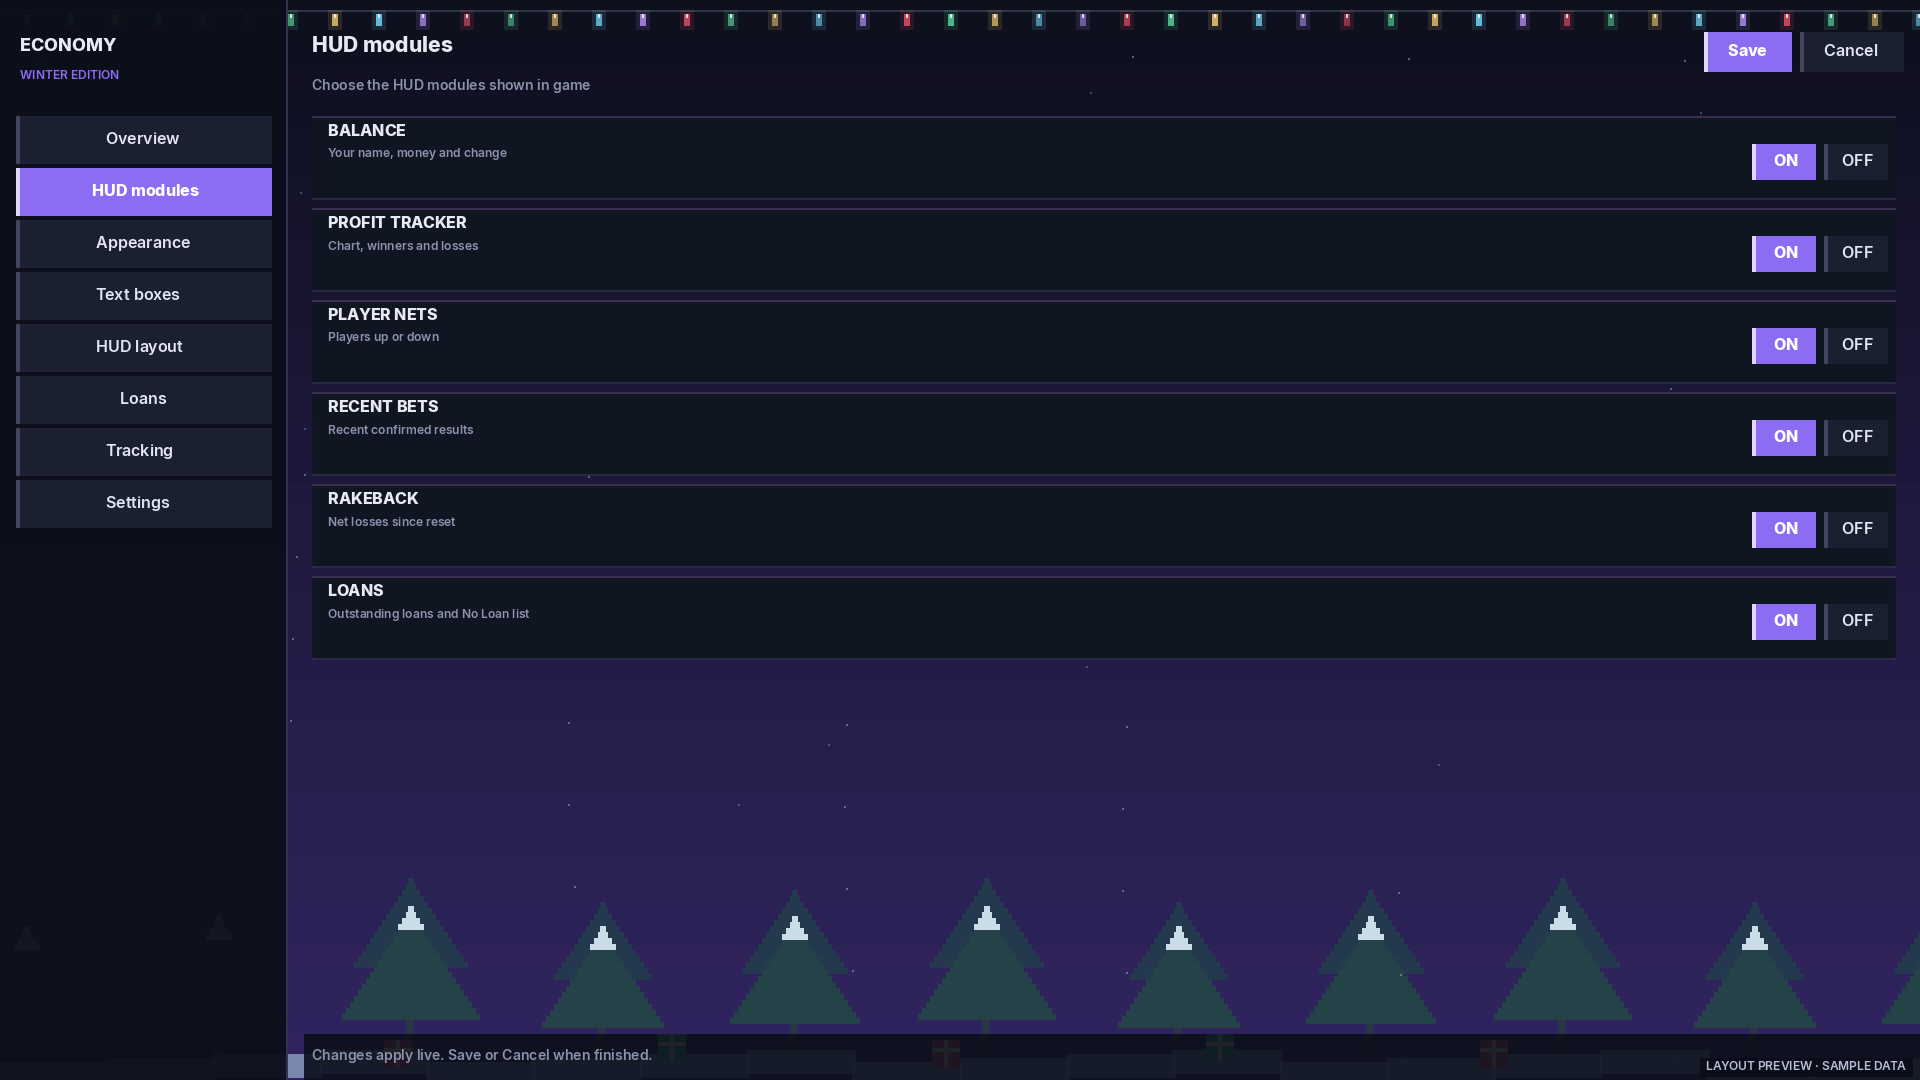 ECONOMY
WINTER EDITION
Overview
HUD modules
Appearance
Text boxes
HUD layout
Loans
Tracking
Settings
HUD modules
Choose the HUD modules shown in game
Save
Cancel
BALANCE
Your name, money and change
ON
OFF
PROFIT TRACKER
Chart, winners and losses
ON
OFF
PLAYER NETS
Players up or down
ON
OFF
RECENT BETS
Recent confirmed results
ON
OFF
RAKEBACK
Net losses since reset
ON
OFF
LOANS
Outstanding loans and No Loan list
ON
OFF
Changes apply live. Save or Cancel when finished.
LAYOUT PREVIEW · SAMPLE DATA